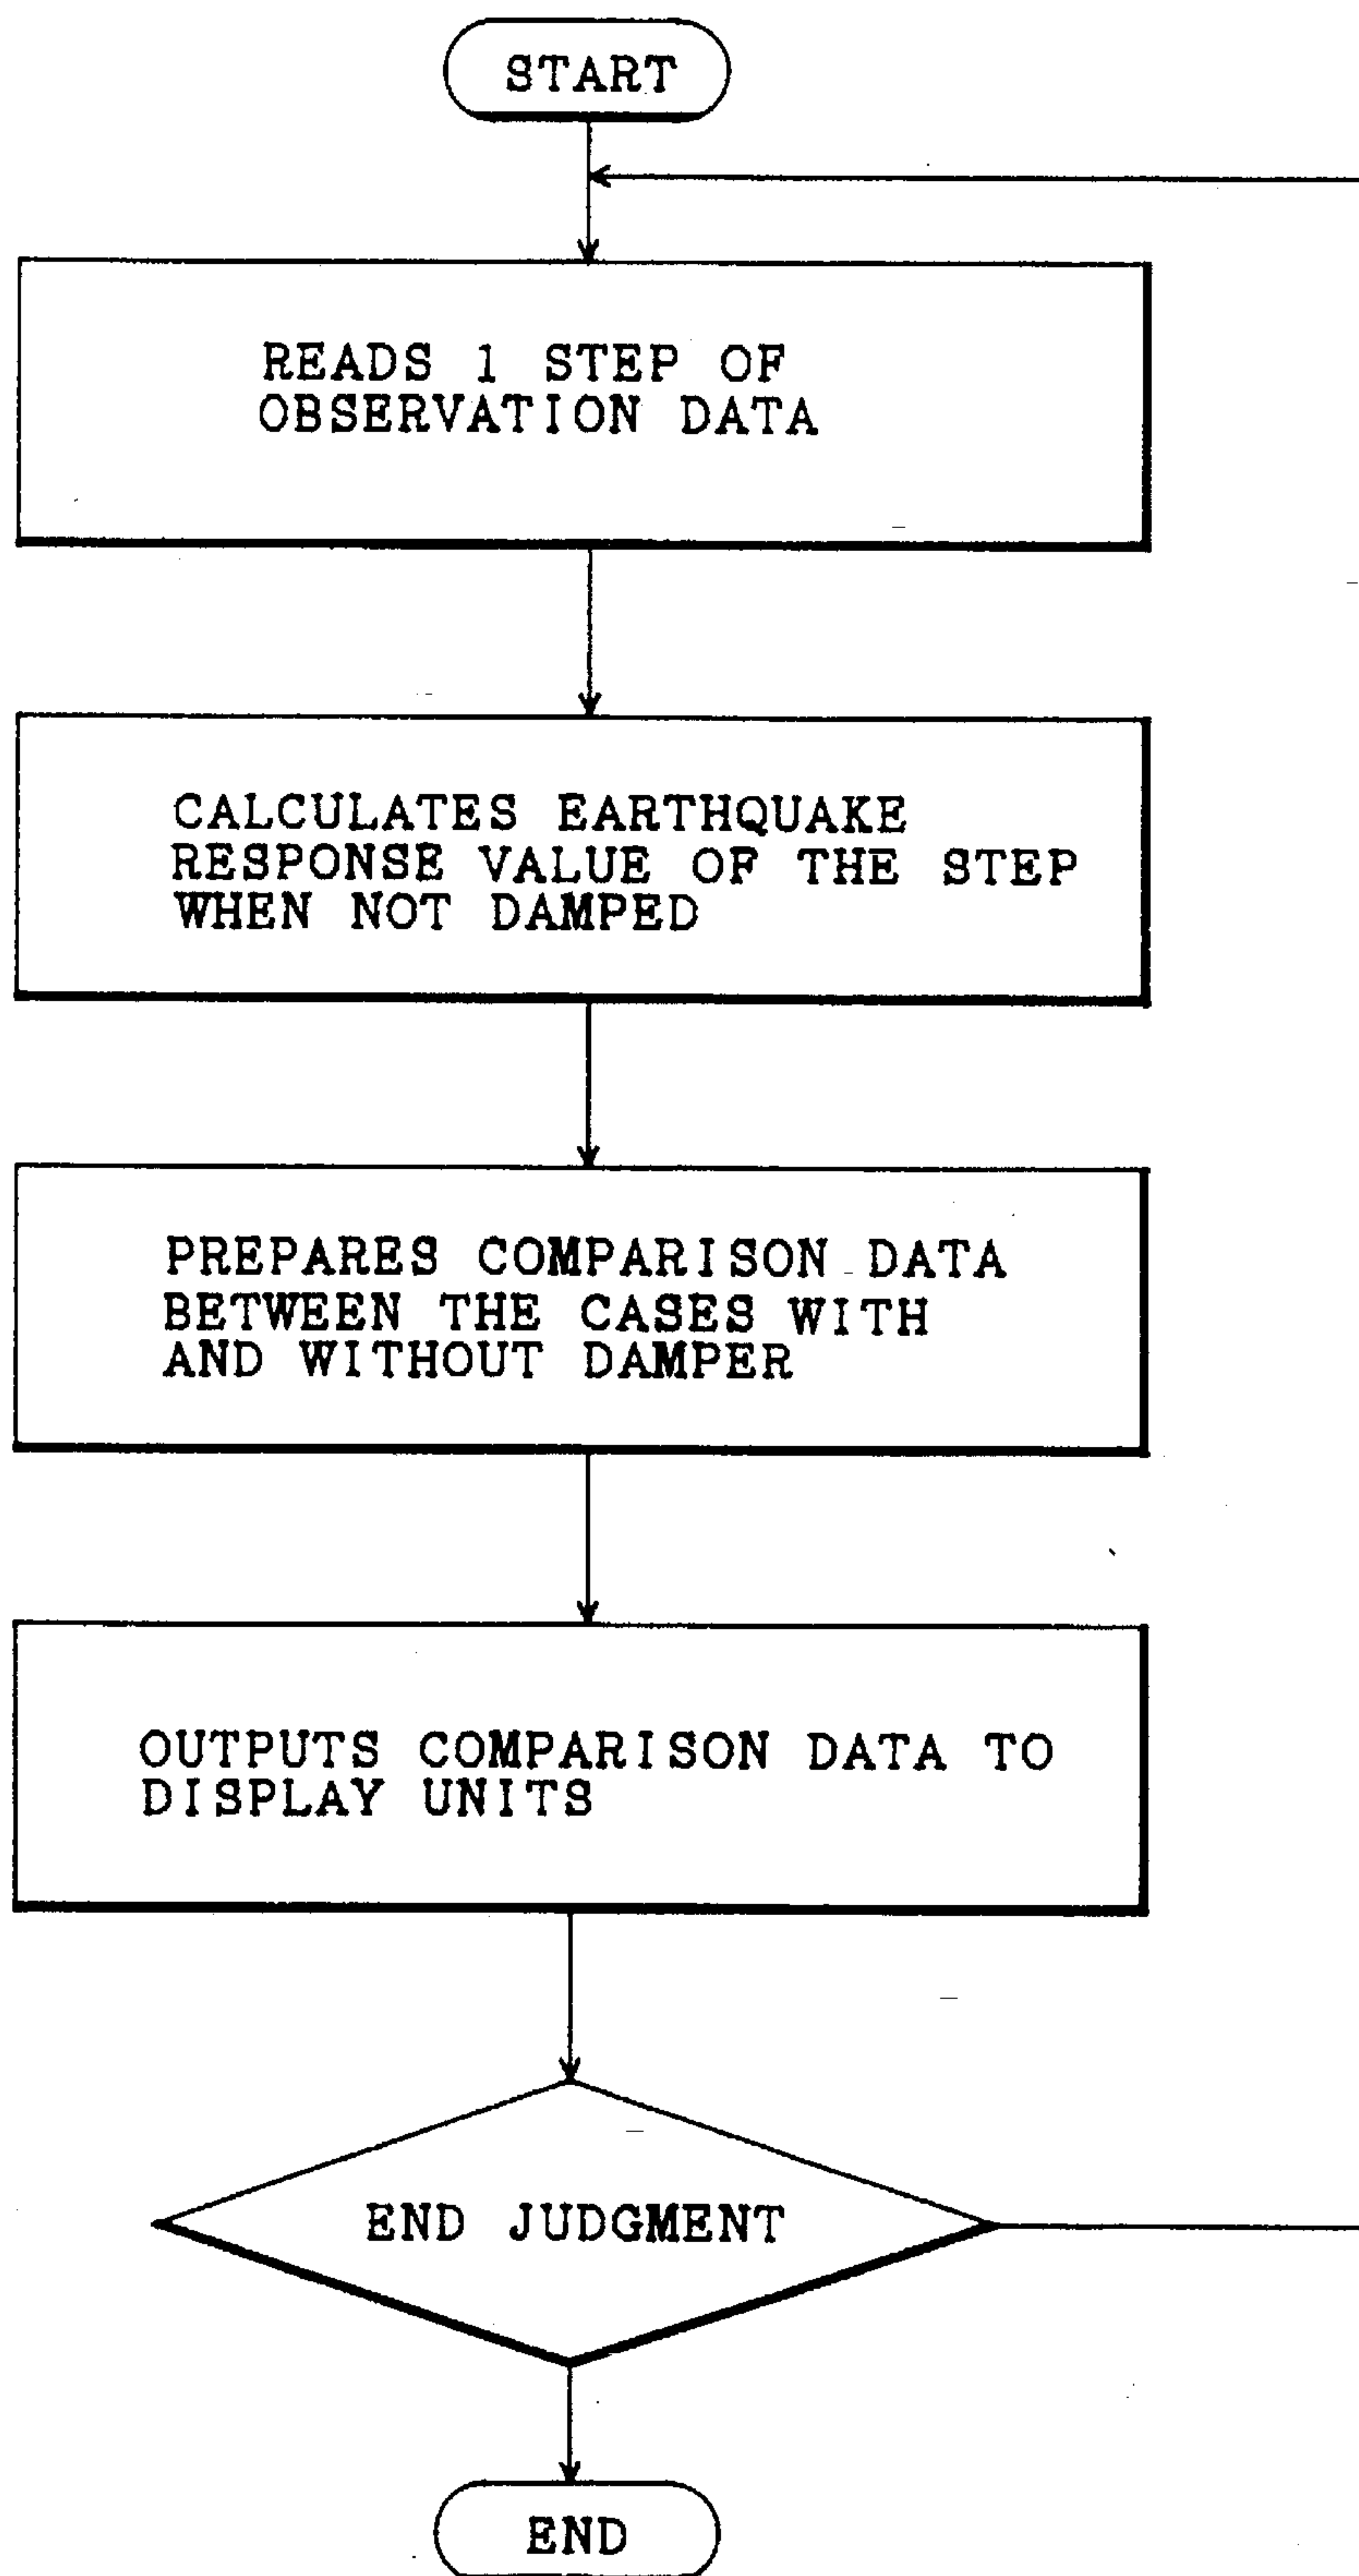 START
READS 1 STEP OF
OBSERVATION DATA
CALCULATES EARTHQUAKE
RESPONSE VALUE OF THE STEP
WHEN NOT DAMPED
PREPARES COMPARISON DATA
BETWEEN THE CASES WITH
AND WITHOUT DAMPER
OUTPUTS COMPARISON DATA TO
DISPLAY UNITS
END JUDGMENT
END